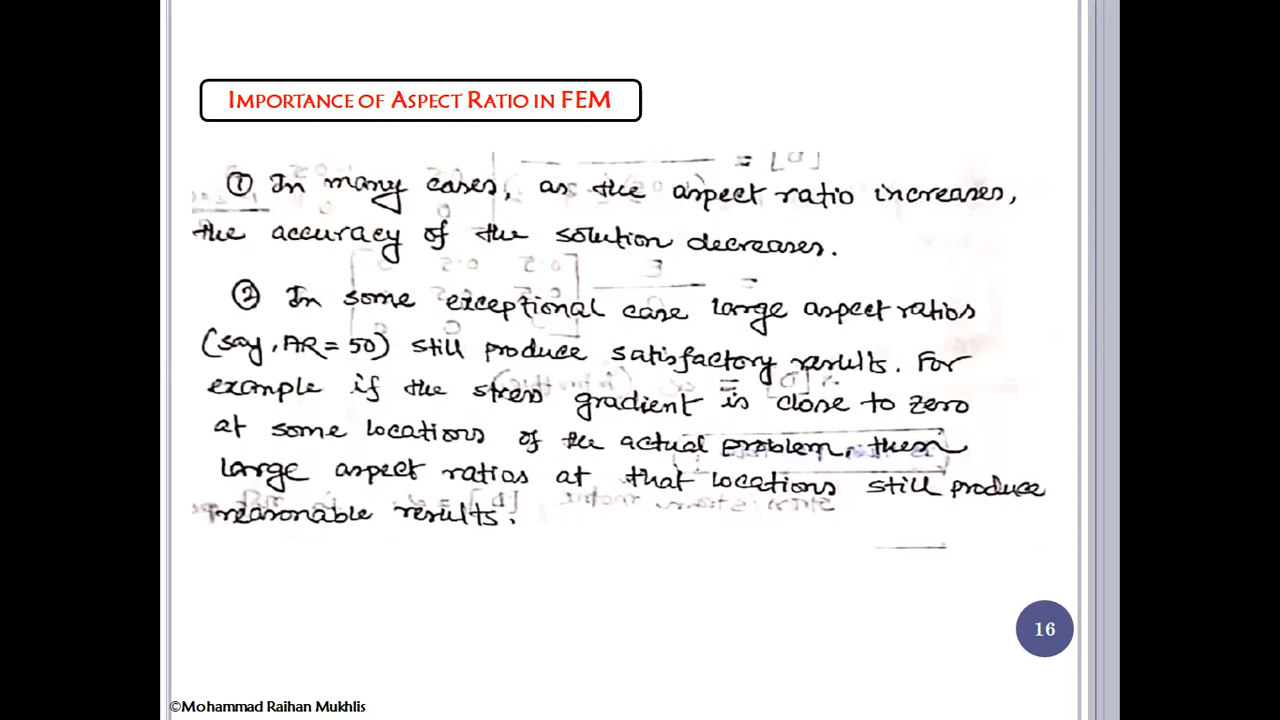 IMPORTANCE OF ASPECT RATIO IN FEM
① In many cases, as the aspect ratio increases,
the accuracy of the solution decreases.
② In some exceptional case large aspect ratios
(say, AR = 50) still produce satisfactory results. For
example if the stress gradient is close to zero
at some locations of the actual problem, then
large aspect ratios at that locations still produce
reasonable results.
16
©Mohammad Raihan Mukhlis